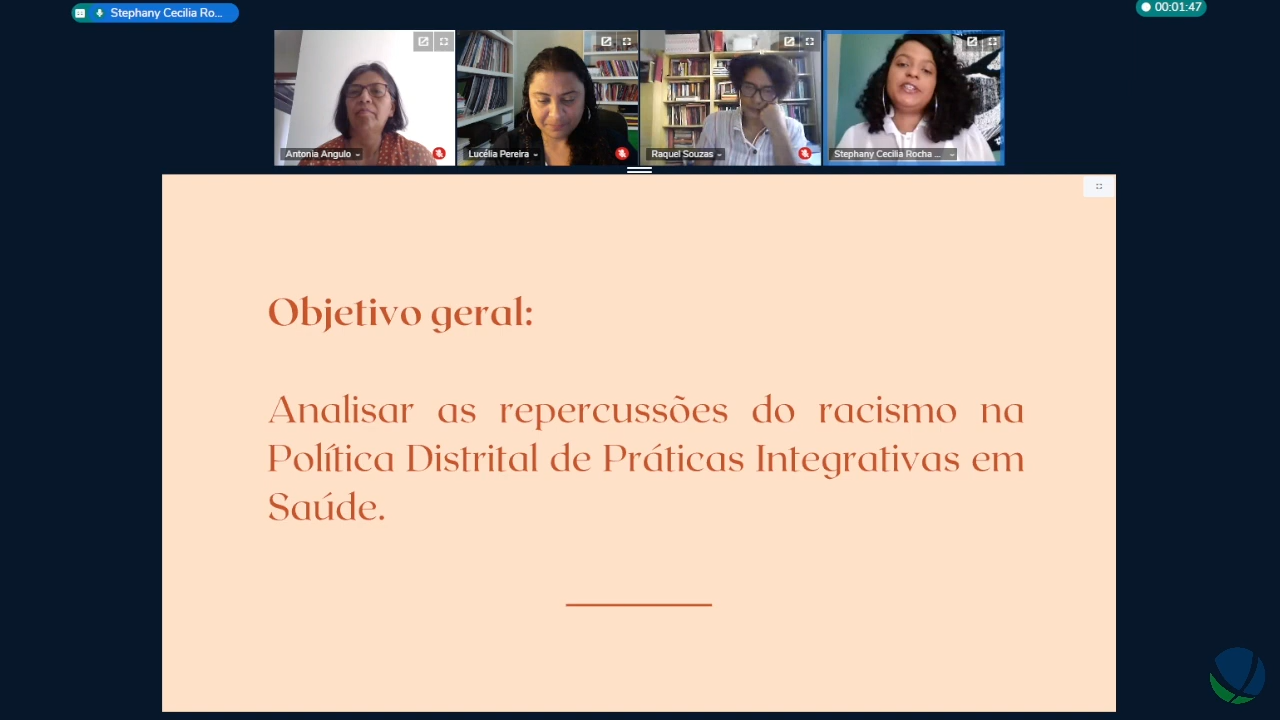 Stephany Cecilia Ro...
00:01:47
Antonia Angulo
Lucélia Pereira
Raquel Souzas
Stephany Cecilia Rocha ...
Objetivo geral:
Analisar as repercussões do racismo na
Política Distrital de Práticas Integrativas em
Saúde.